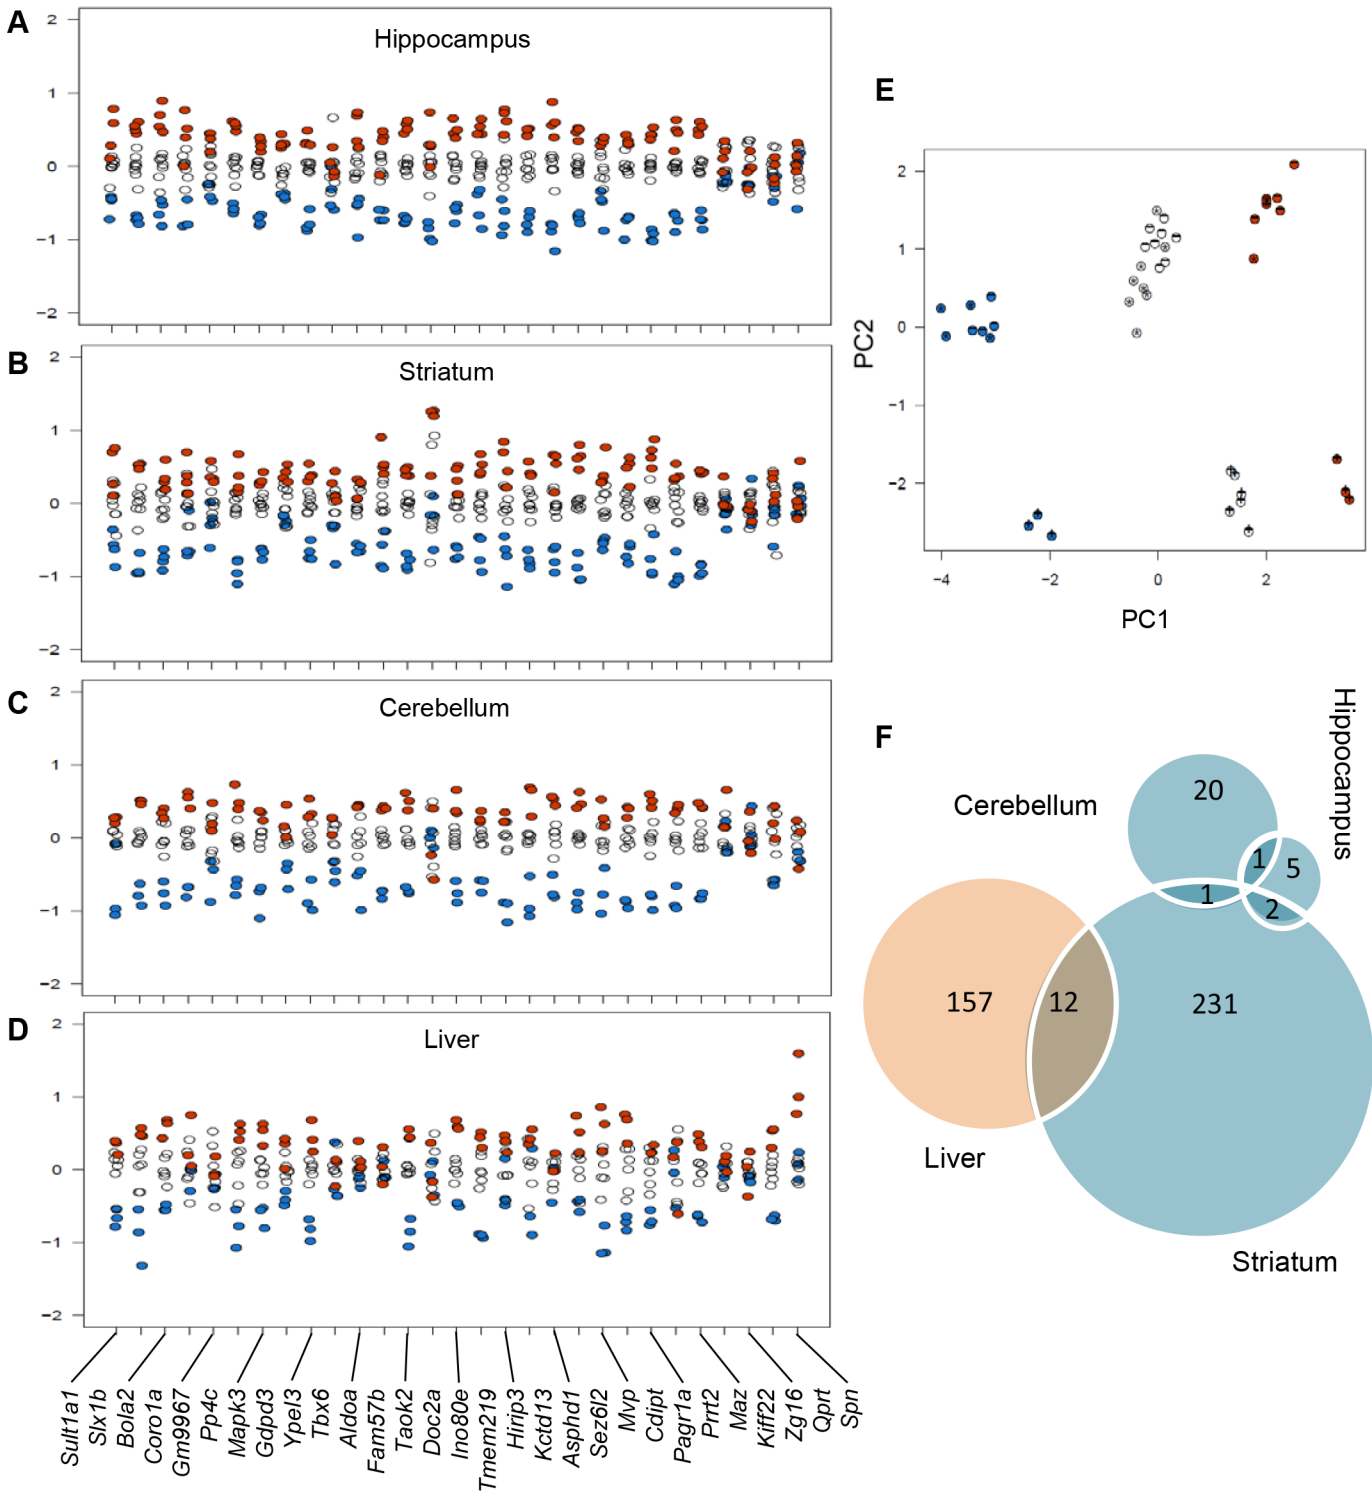 A
Hippocampus
2
1
0
−1
−2
B
Striatum
2
1
0
−1
−2
C
Cerebellum
2
1
0
−1
−2
D
Liver
2
1
0
−1
−2
Sult1a1
Slx1b
Bola2
Coro1a
Gm9967
Pp4c
Mapk3
Gdpd3
Ypel3
Tbx6
Aldoa
Fam57b
Taok2
Doc2a
Ino80e
Tmem219
Hirip3
Kctd13
Asphd1
Sez6l2
Mvp
Cdipt
Pagr1a
Prrt2
Maz
Kiff22
Zg16
Qprt
Spn
E
PC2
2
1
0
−1
−2
−4
−2
0
2
PC1
F
Hippocampus
Cerebellum
20
1
5
1
2
157
12
231
Liver
Striatum